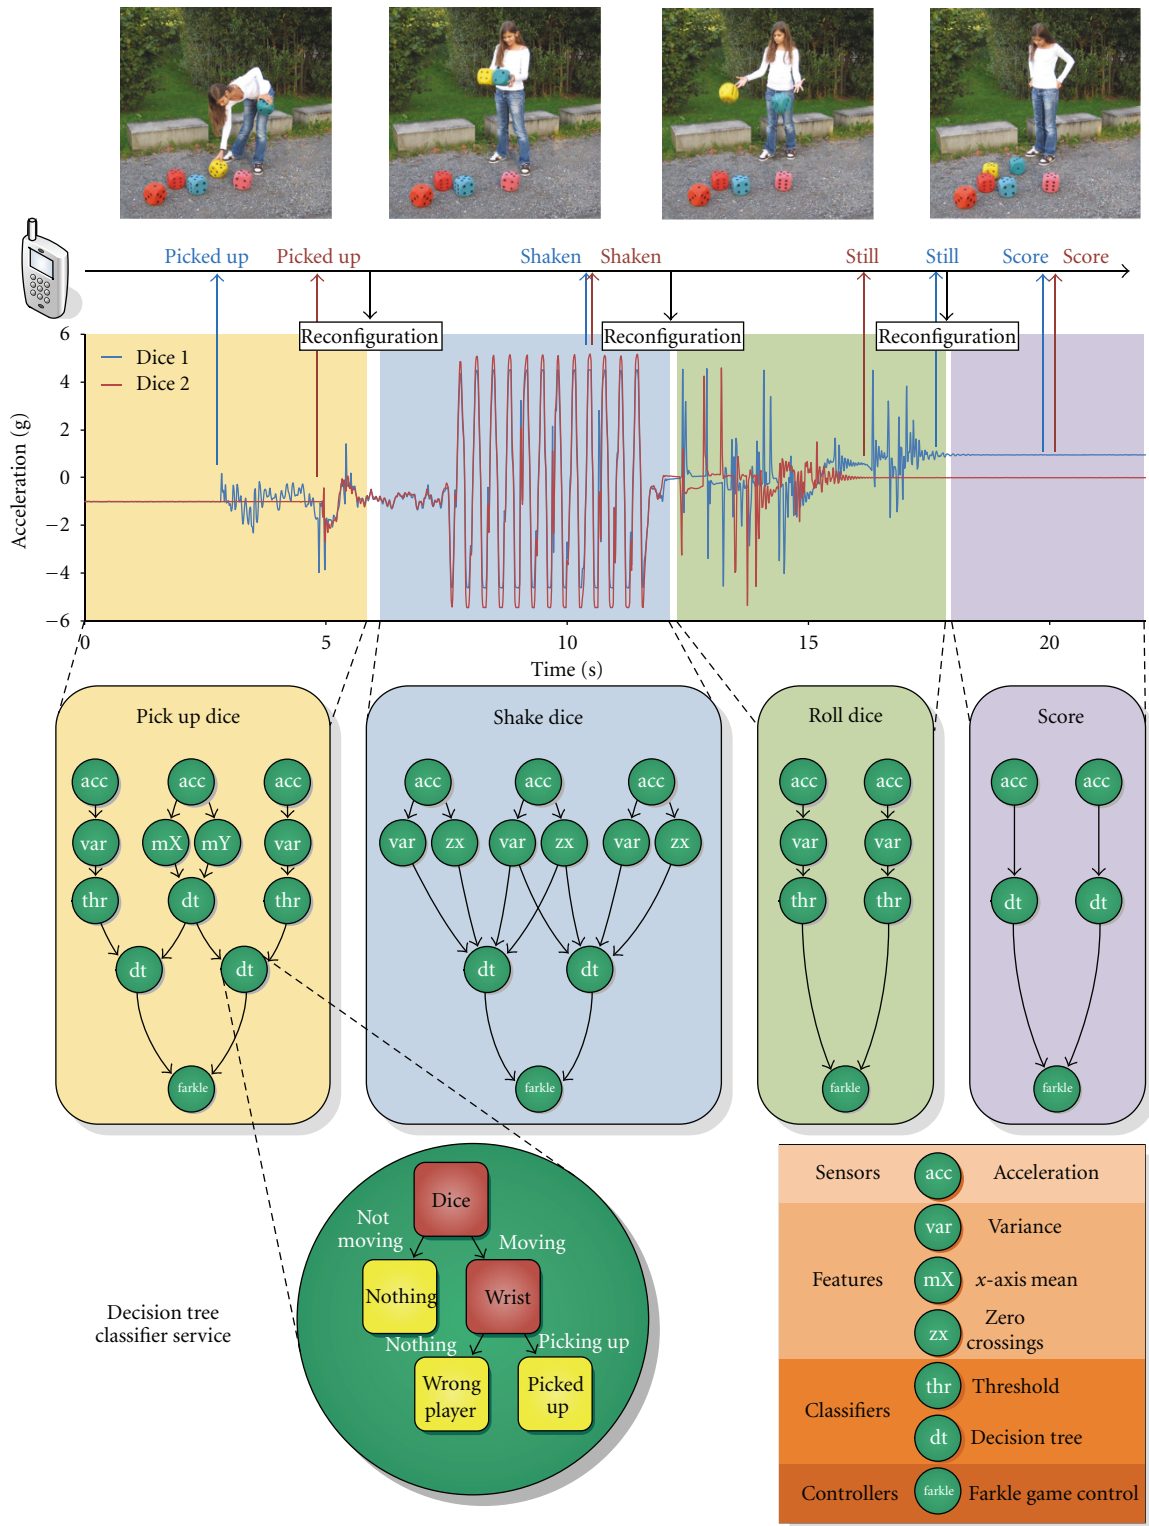 Picked up Picked up Shaken Shaken Still Still Score Score
Reconfiguration Reconfiguration Reconfiguration
Dice 1
Dice 2
6
4
2
0
−2
−4
−6
Acceleration (g)
0 5 10 15 20
Time (s)
Pick up dice
acc acc acc
var mX mY var
thr dt thr
dt dt
farkle
Shake dice
acc acc acc
var zx var zx var zx
dt dt
farkle
Roll dice
acc acc
var var
thr thr
farkle
Score
acc acc
dt dt
farkle
Decision tree
classifier service
Dice
Not
moving
Moving
Nothing
Wrist
Nothing
Picking up
Wrong
player
Picked
up
Sensors acc Acceleration
Features
var Variance
mX x-axis mean
zx Zero
crossings
Classifiers
thr Threshold
dt Decision tree
Controllers farkle Farkle game control